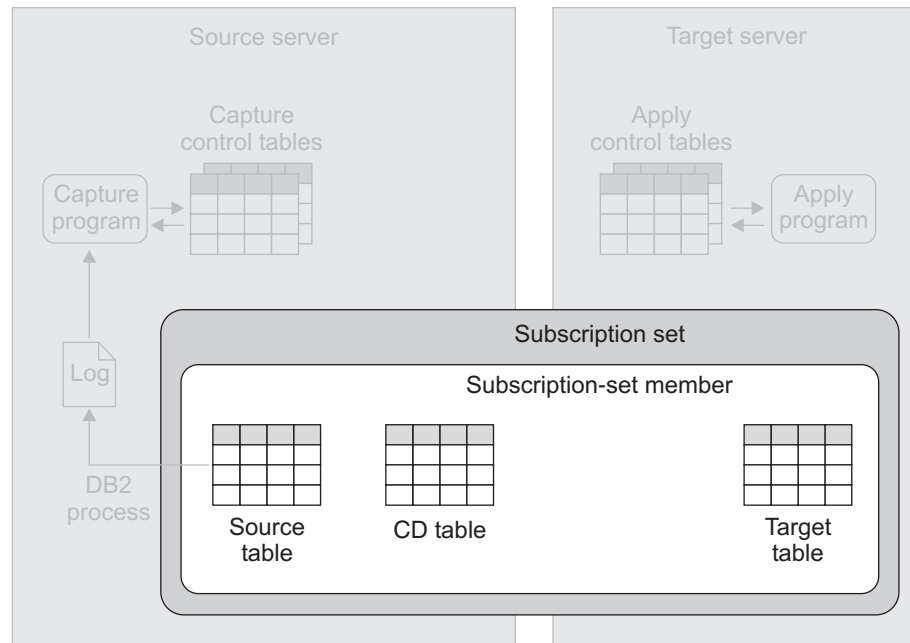 Source server
Target server
Capture
control tables
Apply
control tables
Capture
program
Apply
program
Subscription set
Log
Subscription-set member
DB2
process
Source
table
CD table
Target
table